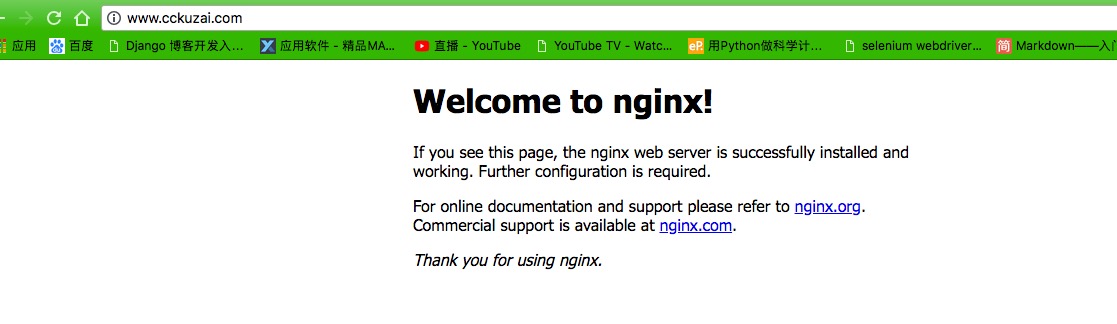 www.cckuzai.com
应用 百度 Django 博客开发入... 应用软件 - 精品MA... 直播 - YouTube YouTube TV - Watc... eP. 用Python做科学计... selenium webdriver... 简 Markdown——入门
Welcome to nginx!
If you see this page, the nginx web server is successfully installed and
working. Further configuration is required.
For online documentation and support please refer to nginx.org.
Commercial support is available at nginx.com.
Thank you for using nginx.